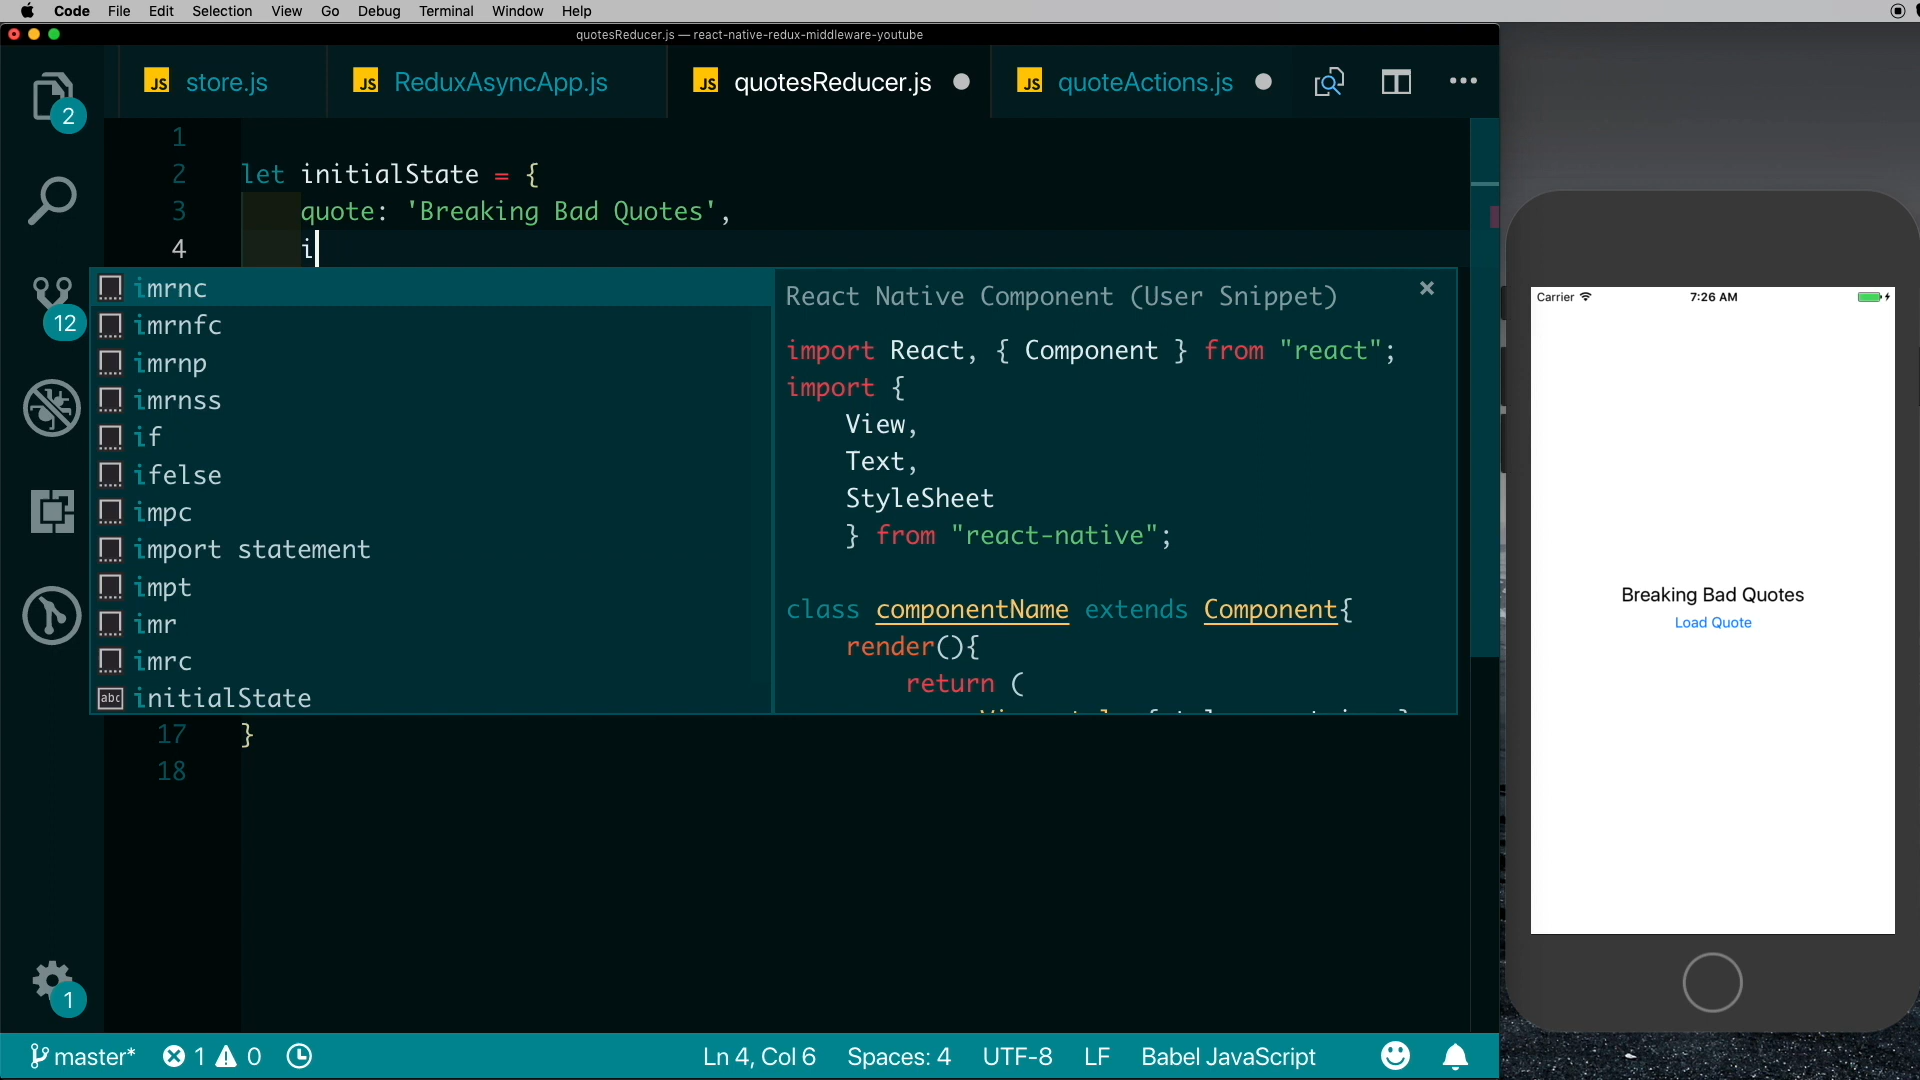 Code File Edit Selection View Go Debug Terminal Window Help
quotesReducer.js — react-native-redux-middleware-youtube
JS store.js JS ReduxAsyncApp.js JS quotesReducer.js JS quoteActions.js
2
12
1
1
2 let initialState = {
3 quote: 'Breaking Bad Quotes',
4 i
imrnc
imrnfc
imrnp
imrnss
if
ifelse
impc
import statement
impt
imr
imrc
abc initialState
React Native Component (User Snippet)
import React, { Component } from "react";
import {
View,
Text,
StyleSheet
} from "react-native";
class componentName extends Component{
render(){
return (
17 }
18
master* 1 0 Ln 4, Col 6 Spaces: 4 UTF-8 LF Babel JavaScript
Carrier 7:26 AM
Breaking Bad Quotes
Load Quote